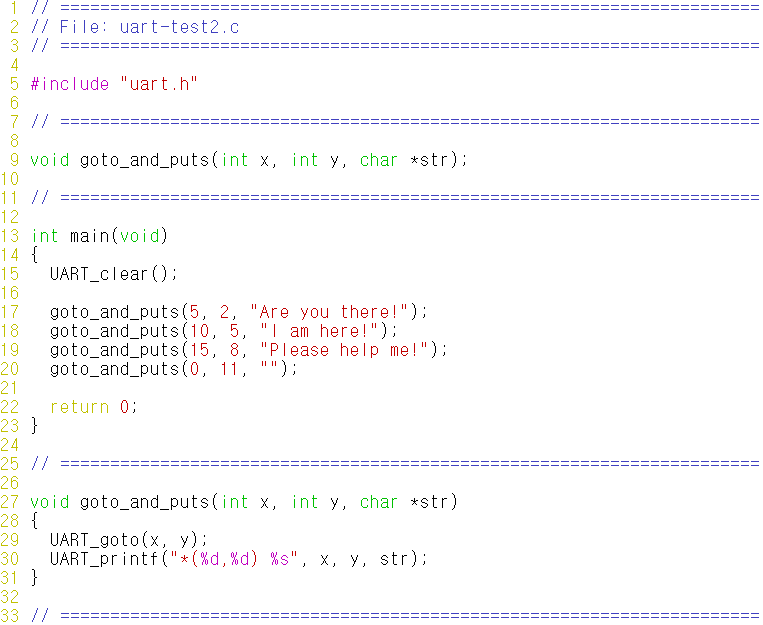 1 // ======================================================================
2 // File: uart-test2.c
3 // ======================================================================
4
5 #include "uart.h"
6
7 // ======================================================================
8
9 void goto_and_puts(int x, int y, char *str);
10
11 // ======================================================================
12
13 int main(void)
14 {
15   UART_clear();
16
17   goto_and_puts(5, 2, "Are you there!");
18   goto_and_puts(10, 5, "I am here!");
19   goto_and_puts(15, 8, "Please help me!");
20   goto_and_puts(0, 11, "");
21
22   return 0;
23 }
24
25 // ======================================================================
26
27 void goto_and_puts(int x, int y, char *str)
28 {
29   UART_goto(x, y);
30   UART_printf("*(%d,%d) %s", x, y, str);
31 }
32
33 // ======================================================================